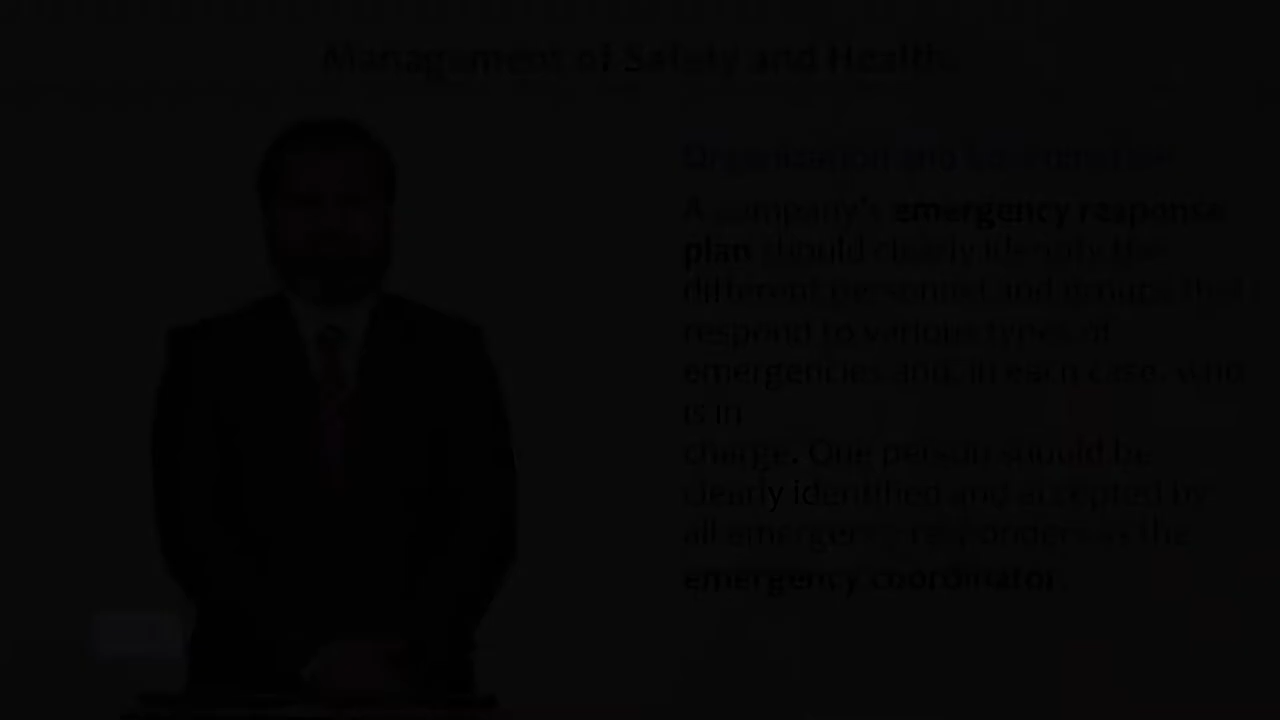 Management of Safety and Health
Organization and Coordination
A company's emergency response
plan should clearly identify the
different personnel and groups that
respond to various types of
emergencies and, in each case, who
is in
charge. One person should be
clearly identified and accepted by
all emergency responders as the
emergency coordinator.